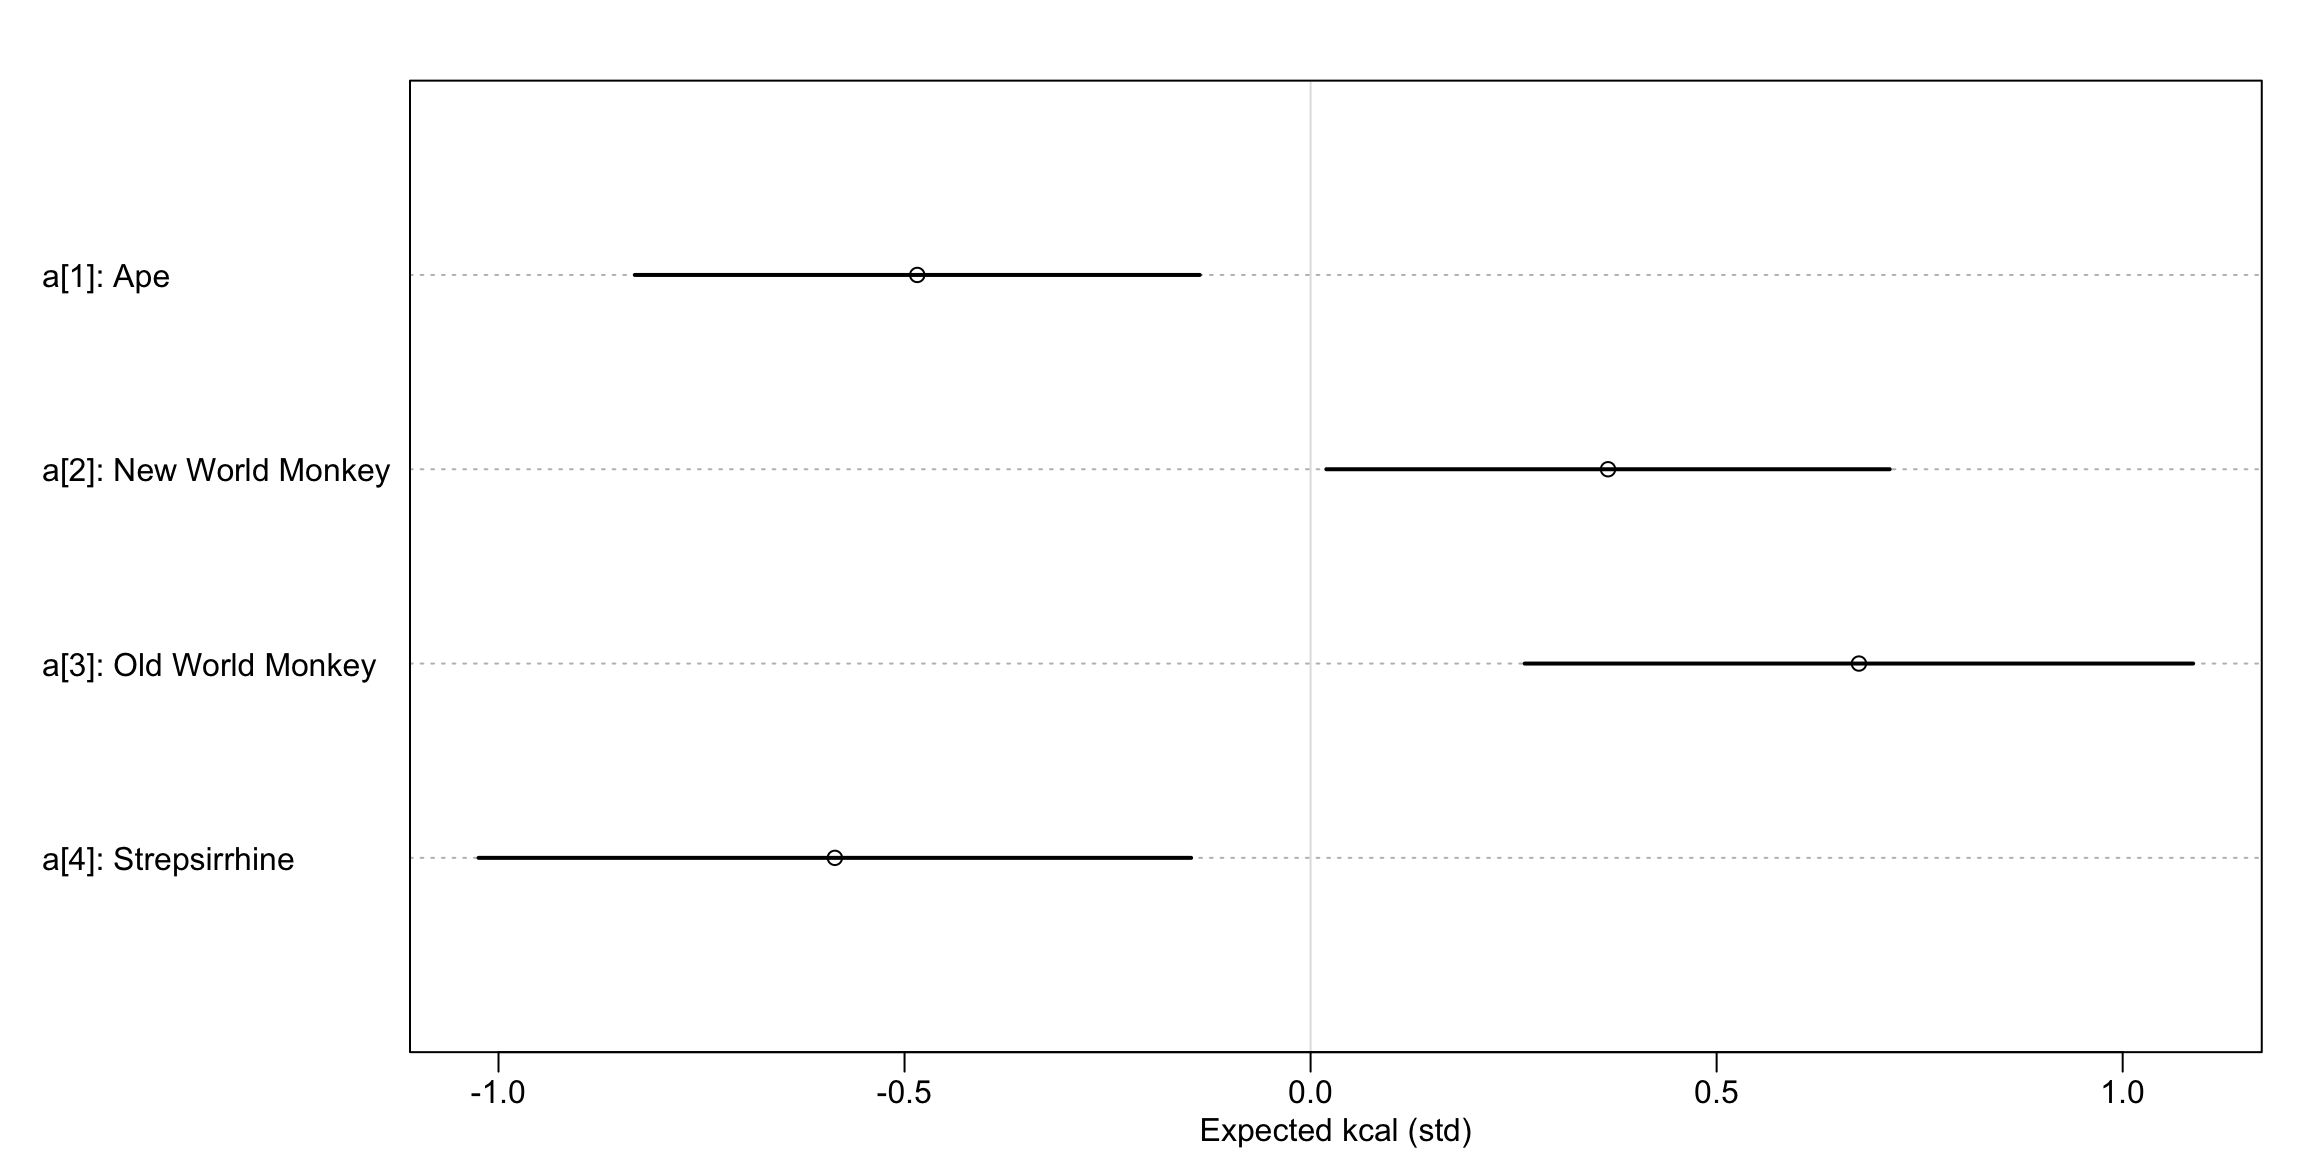 a[1]: Ape
a[2]: New World Monkey
a[3]: Old World Monkey
a[4]: Strepsirrhine
-1.0 -0.5 0.0 0.5 1.0
Expected kcal (std)